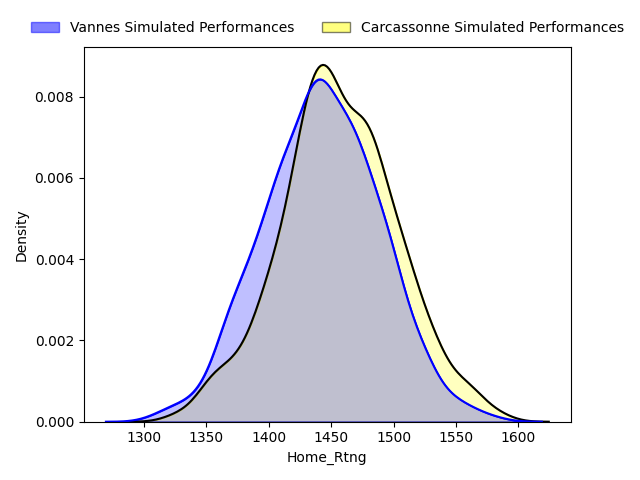 Vannes Simulated Performances
Carcassonne Simulated Performances
Density
0.008
0.006
0.004
0.002
0.000
1300 1350 1400 1450 1500 1550 1600
Home_Rtng